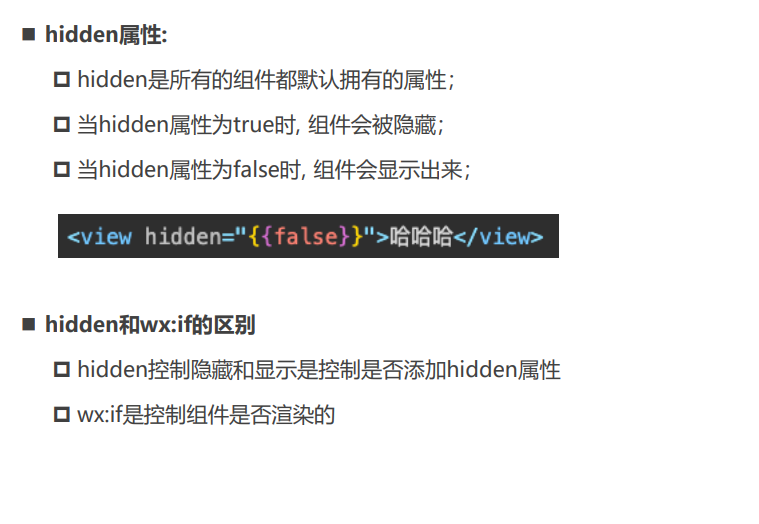 hidden属性:
hidden是所有的组件都默认拥有的属性；
当hidden属性为true时, 组件会被隐藏；
当hidden属性为false时, 组件会显示出来；
<view hidden="{{false}}">哈哈哈</view>
hidden和wx:if的区别
hidden控制隐藏和显示是控制是否添加hidden属性
wx:if是控制组件是否渲染的